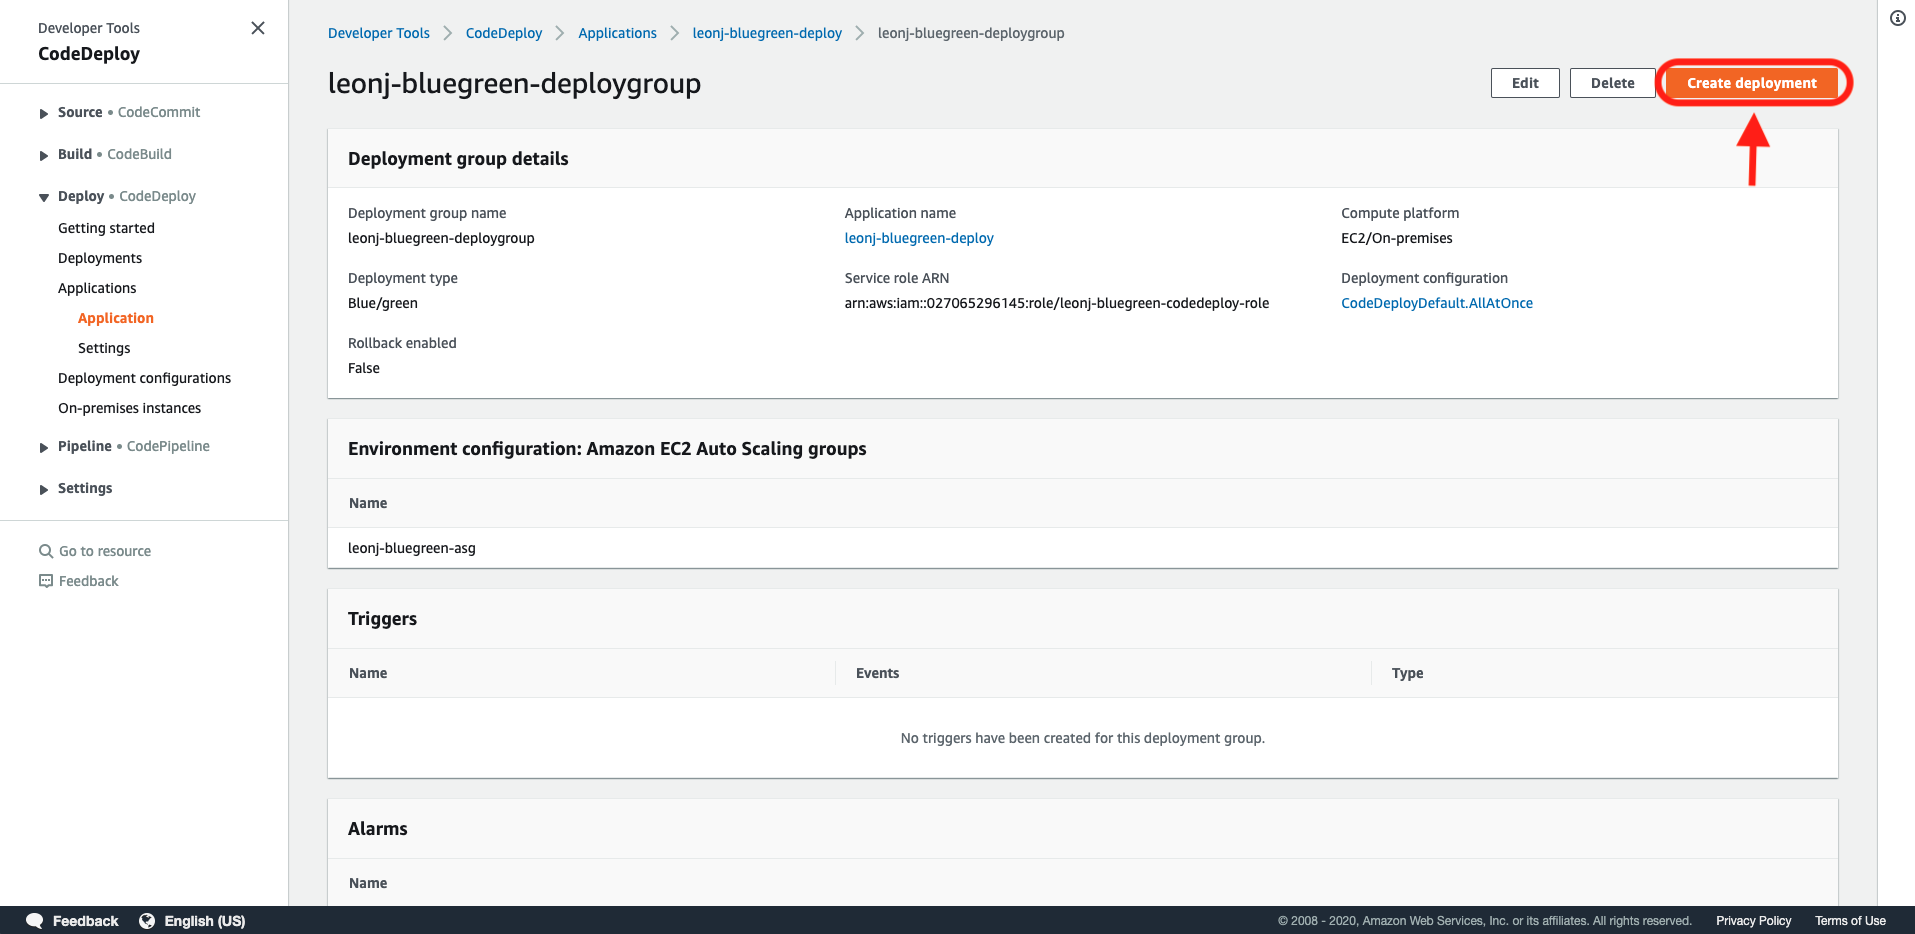 Developer Tools
CodeDeploy
Source • CodeCommit
Build • CodeBuild
Deploy • CodeDeploy
Getting started
Deployments
Applications
Application
Settings
Deployment configurations
On-premises instances
Pipeline • CodePipeline
Settings
Go to resource
Feedback
Developer Tools CodeDeploy Applications leonj-bluegreen-deploy leonj-bluegreen-deploygroup
leonj-bluegreen-deploygroup
Edit Delete Create deployment
Deployment group details
Deployment group name Application name Compute platform
leonj-bluegreen-deploygroup leonj-bluegreen-deploy EC2/On-premises
Deployment type Service role ARN Deployment configuration
Blue/green arn:aws:iam::027065296145:role/leonj-bluegreen-codedeploy-role CodeDeployDefault.AllAtOnce
Rollback enabled
False
Environment configuration: Amazon EC2 Auto Scaling groups
Name
leonj-bluegreen-asg
Triggers
Name Events Type
No triggers have been created for this deployment group.
Alarms
Name
Feedback English (US) © 2008 - 2020, Amazon Web Services, Inc. or its affiliates. All rights reserved. Privacy Policy Terms of Use